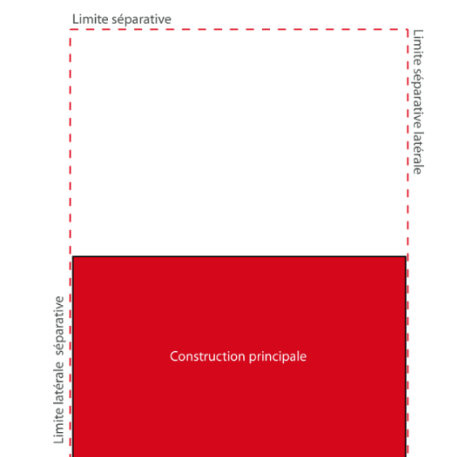 Limite séparative
Limite séparative latérale
Construction principale
Limite latérale séparative